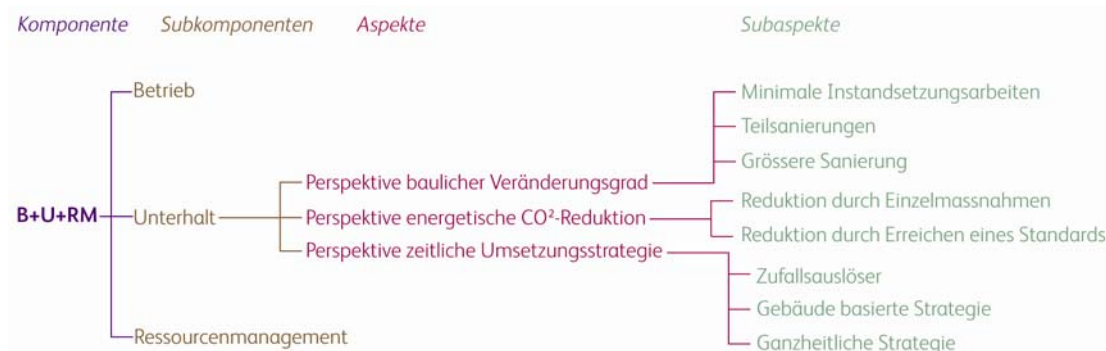 Komponente Subkomponenten Aspekte Subaspekte
Betrieb
Minimale Instandsetzungsarbeiten
Teilsanierungen
Grössere Sanierung
Perspektive baulicher Veränderungsgrad
Reduktion durch Einzelmassnahmen
B+U+RM Unterhalt Perspektive energetische CO²-Reduktion
Reduktion durch Erreichen eines Standards
Perspektive zeitliche Umsetzungsstrategie
Zufallsauslöser
Gebäude basierte Strategie
Ressourcenmanagement
Ganzheitliche Strategie